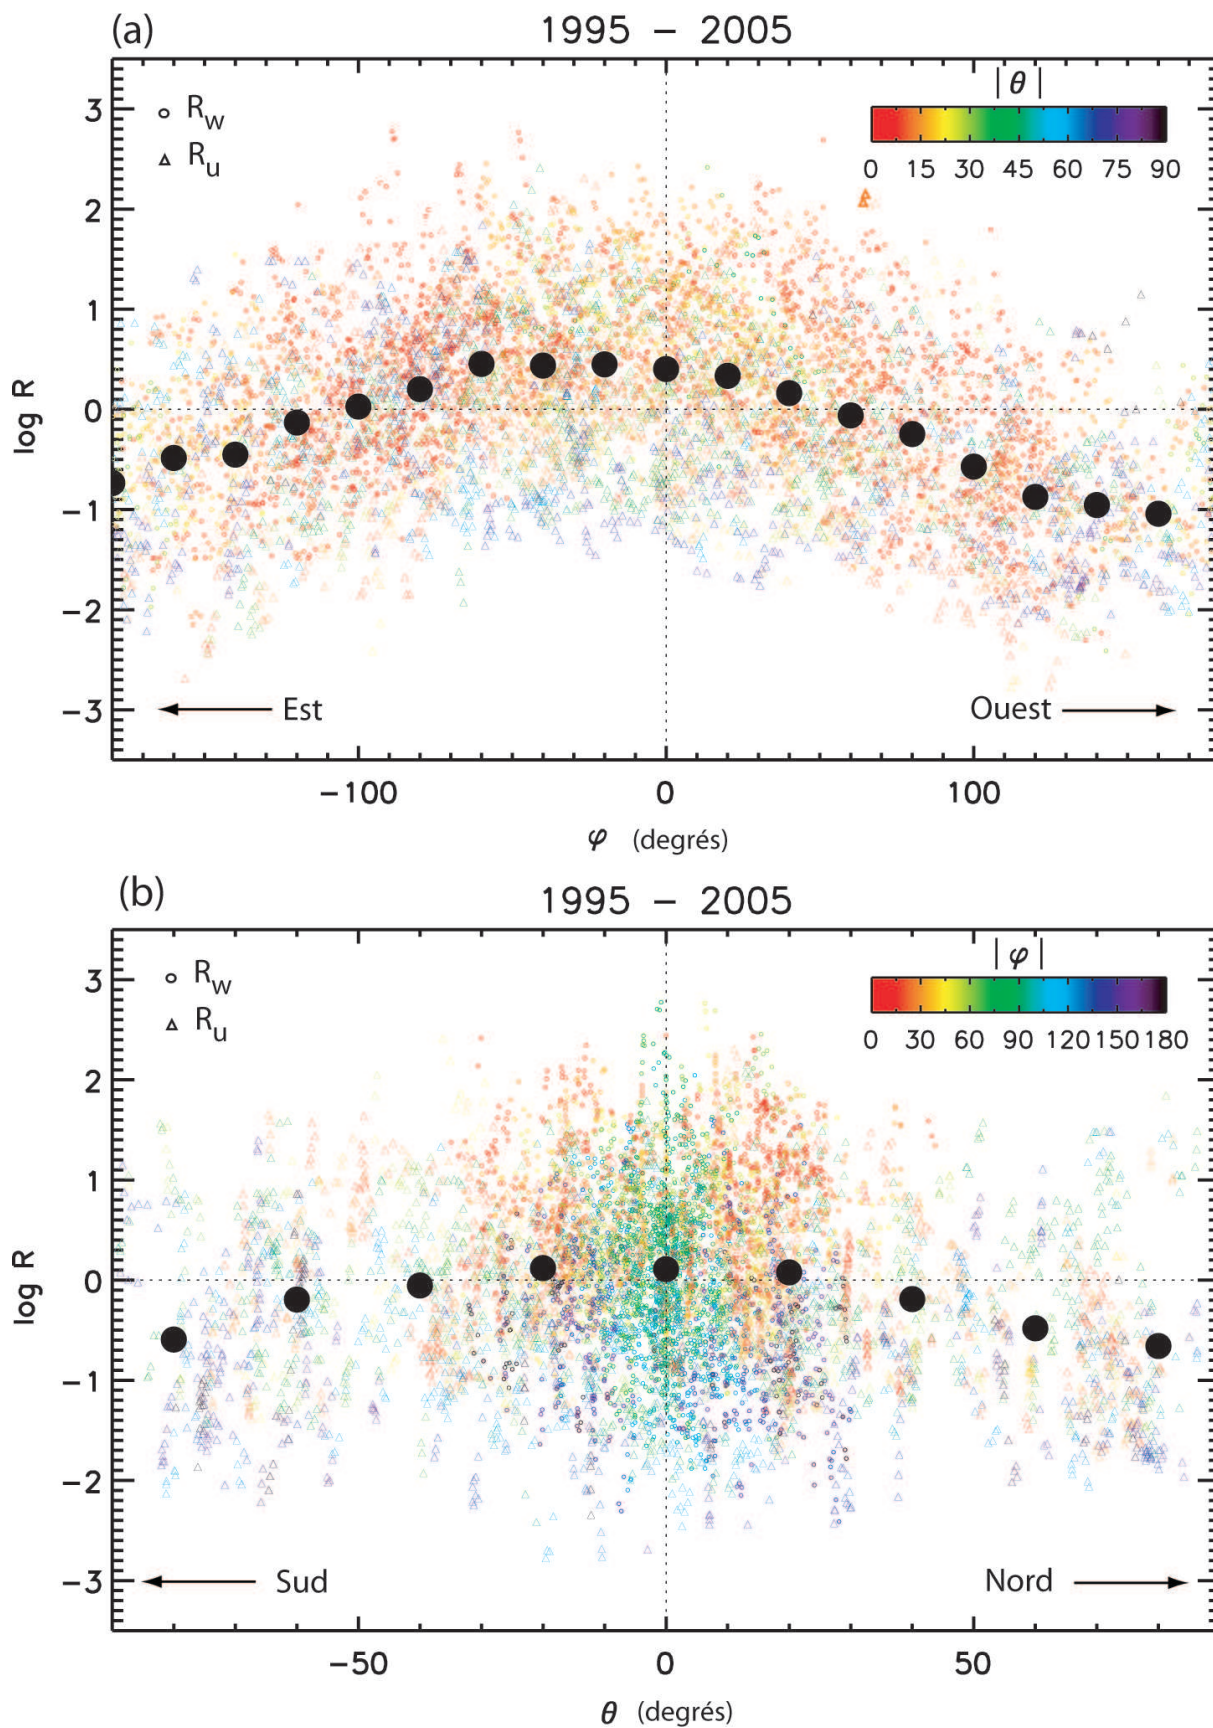 (a)
1995 – 2005
R_w
R_u
| θ |
0 15 30 45 60 75 90
3
2
1
0
−1
−2
−3
log R
Est
Ouest
−100 0 100
φ (degrés)
(b)
1995 – 2005
R_w
R_u
| φ |
0 30 60 90 120 150 180
3
2
1
0
−1
−2
−3
log R
Sud
Nord
−50 0 50
θ (degrés)